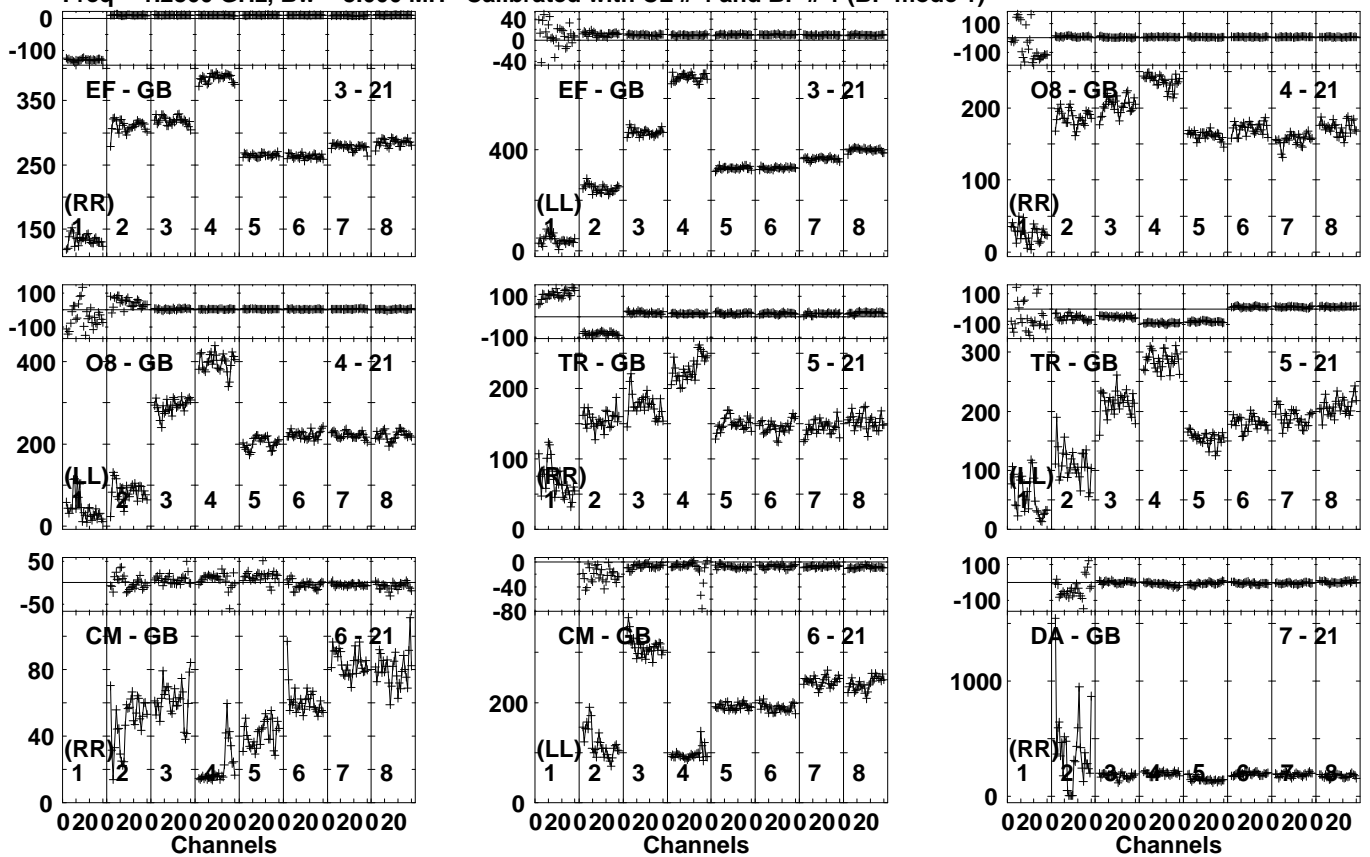 Freq GHz, MH Calibrated with and mode
0
-100
EF - GB 3 - 21
350
250
(RR)
1 2 3 4 5 6 7 8
150
40
0
-40
EF - GB 3 - 21
400
(LL)
1 2 3 4 5 6 7 8
0
100
-100
O8 - GB 4 - 21
200
100
(RR)
1 2 3 4 5 6 7 8
0
100
-100
O8 - GB 4 - 21
400
200
(LL)
1 2 3 4 5 6 7 8
0
100
-100
TR - GB 5 - 21
200
100
(RR)
1 2 3 4 5 6 7 8
0
100
-100
TR - GB 5 - 21
300
200
100
(LL)
1 2 3 4 5 6 7 8
0
50
-50
CM - GB 6 - 21
80
40
(RR)
1 2 3 4 5 6 7 8
0
0 20 0 20 0 20 0 20 0 20 0 20 0 20 0 20
Channels
0
-40
-80
CM - GB 6 - 21
200
(LL)
1 2 3 4 5 6 7 8
0
0 20 0 20 0 20 0 20 0 20 0 20 0 20 0 20
Channels
100
-100
DA - GB 7 - 21
1000
(RR)
1 2 3 4 5 6 7 8
0
0 20 0 20 0 20 0 20 0 20 0 20 0 20 0 20
Channels